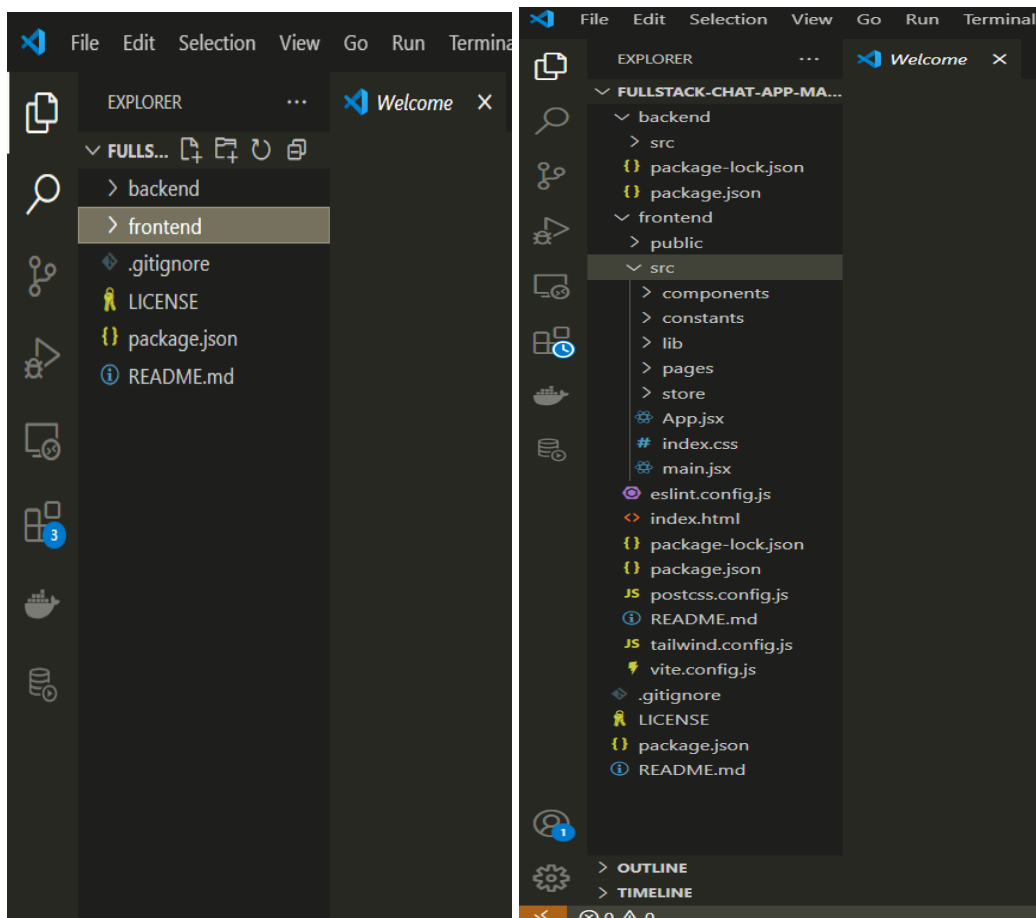 File Edit Selection View Go Run Termina
EXPLORER ... Welcome
FULLS...
backend
frontend
.gitignore
LICENSE
package.json
README.md
3
File Edit Selection View Go Run Terminal
EXPLORER ... Welcome
FULLSTACK-CHAT-APP-MA...
backend
src
{} package-lock.json
{} package.json
frontend
public
src
components
constants
lib
pages
store
App.jsx
# index.css
main.jsx
eslint.config.js
<> index.html
{} package-lock.json
{} package.json
JS postcss.config.js
README.md
JS tailwind.config.js
vite.config.js
.gitignore
LICENSE
{} package.json
README.md
1
OUTLINE
TIMELINE
0 0